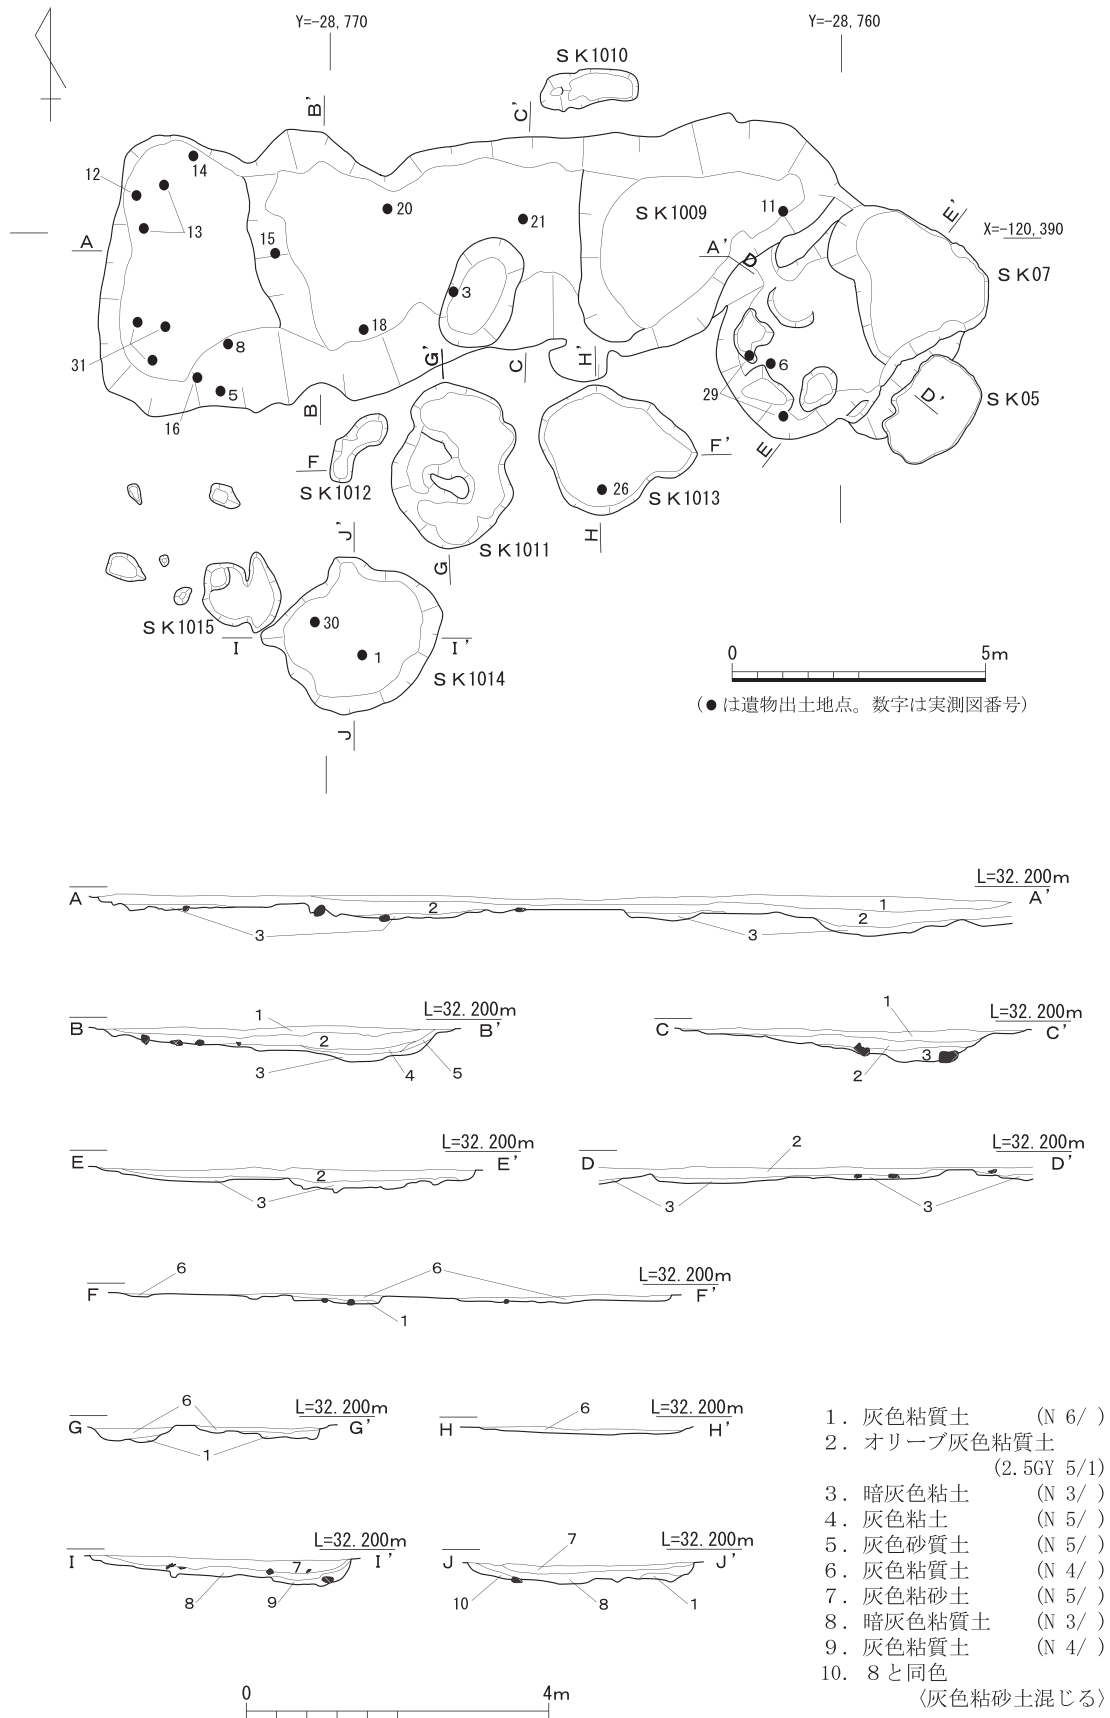 Y=-28,770
Y=-28,760
ＳＫ1010
B'
C'
14
12
13
20
21
ＳＫ1009
11
E'
X=-120,390
A
15
A'
D
ＳＫ07
3
18
31
8
G'
C
H'
6
29
D'
ＳＫ05
5
16
B
E
F
ＳＫ1012
F'
26
ＳＫ1013
J'
ＳＫ1011
G
H
30
ＳＫ1015
I
1
I'
ＳＫ1014
J
0 5m
(●は遺物出土地点。数字は実測図番号)
L=32.200m
A A'
1
2
2
3
3
L=32.200m
B B'
1
2
3
4
5
L=32.200m
C C'
1
3
2
L=32.200m
E E'
2
3
L=32.200m
D D'
2
3
3
L=32.200m
F F'
6
6
1
L=32.200m
G G'
6
1
L=32.200m
H H'
6
L=32.200m
I I'
7
8
9
L=32.200m
J J'
7
10
8
1
0 4m
１．灰色粘質土 (N 6/ )
２．オリーブ灰色粘質土
(2.5GY 5/1)
３．暗灰色粘土 (N 3/ )
４．灰色粘土 (N 5/ )
５．灰色砂質土 (N 5/ )
６．灰色粘質土 (N 4/ )
７．灰色粘砂土 (N 5/ )
８．暗灰色粘質土 (N 3/ )
９．灰色粘質土 (N 4/ )
10．８と同色
〈灰色粘砂土混じる〉